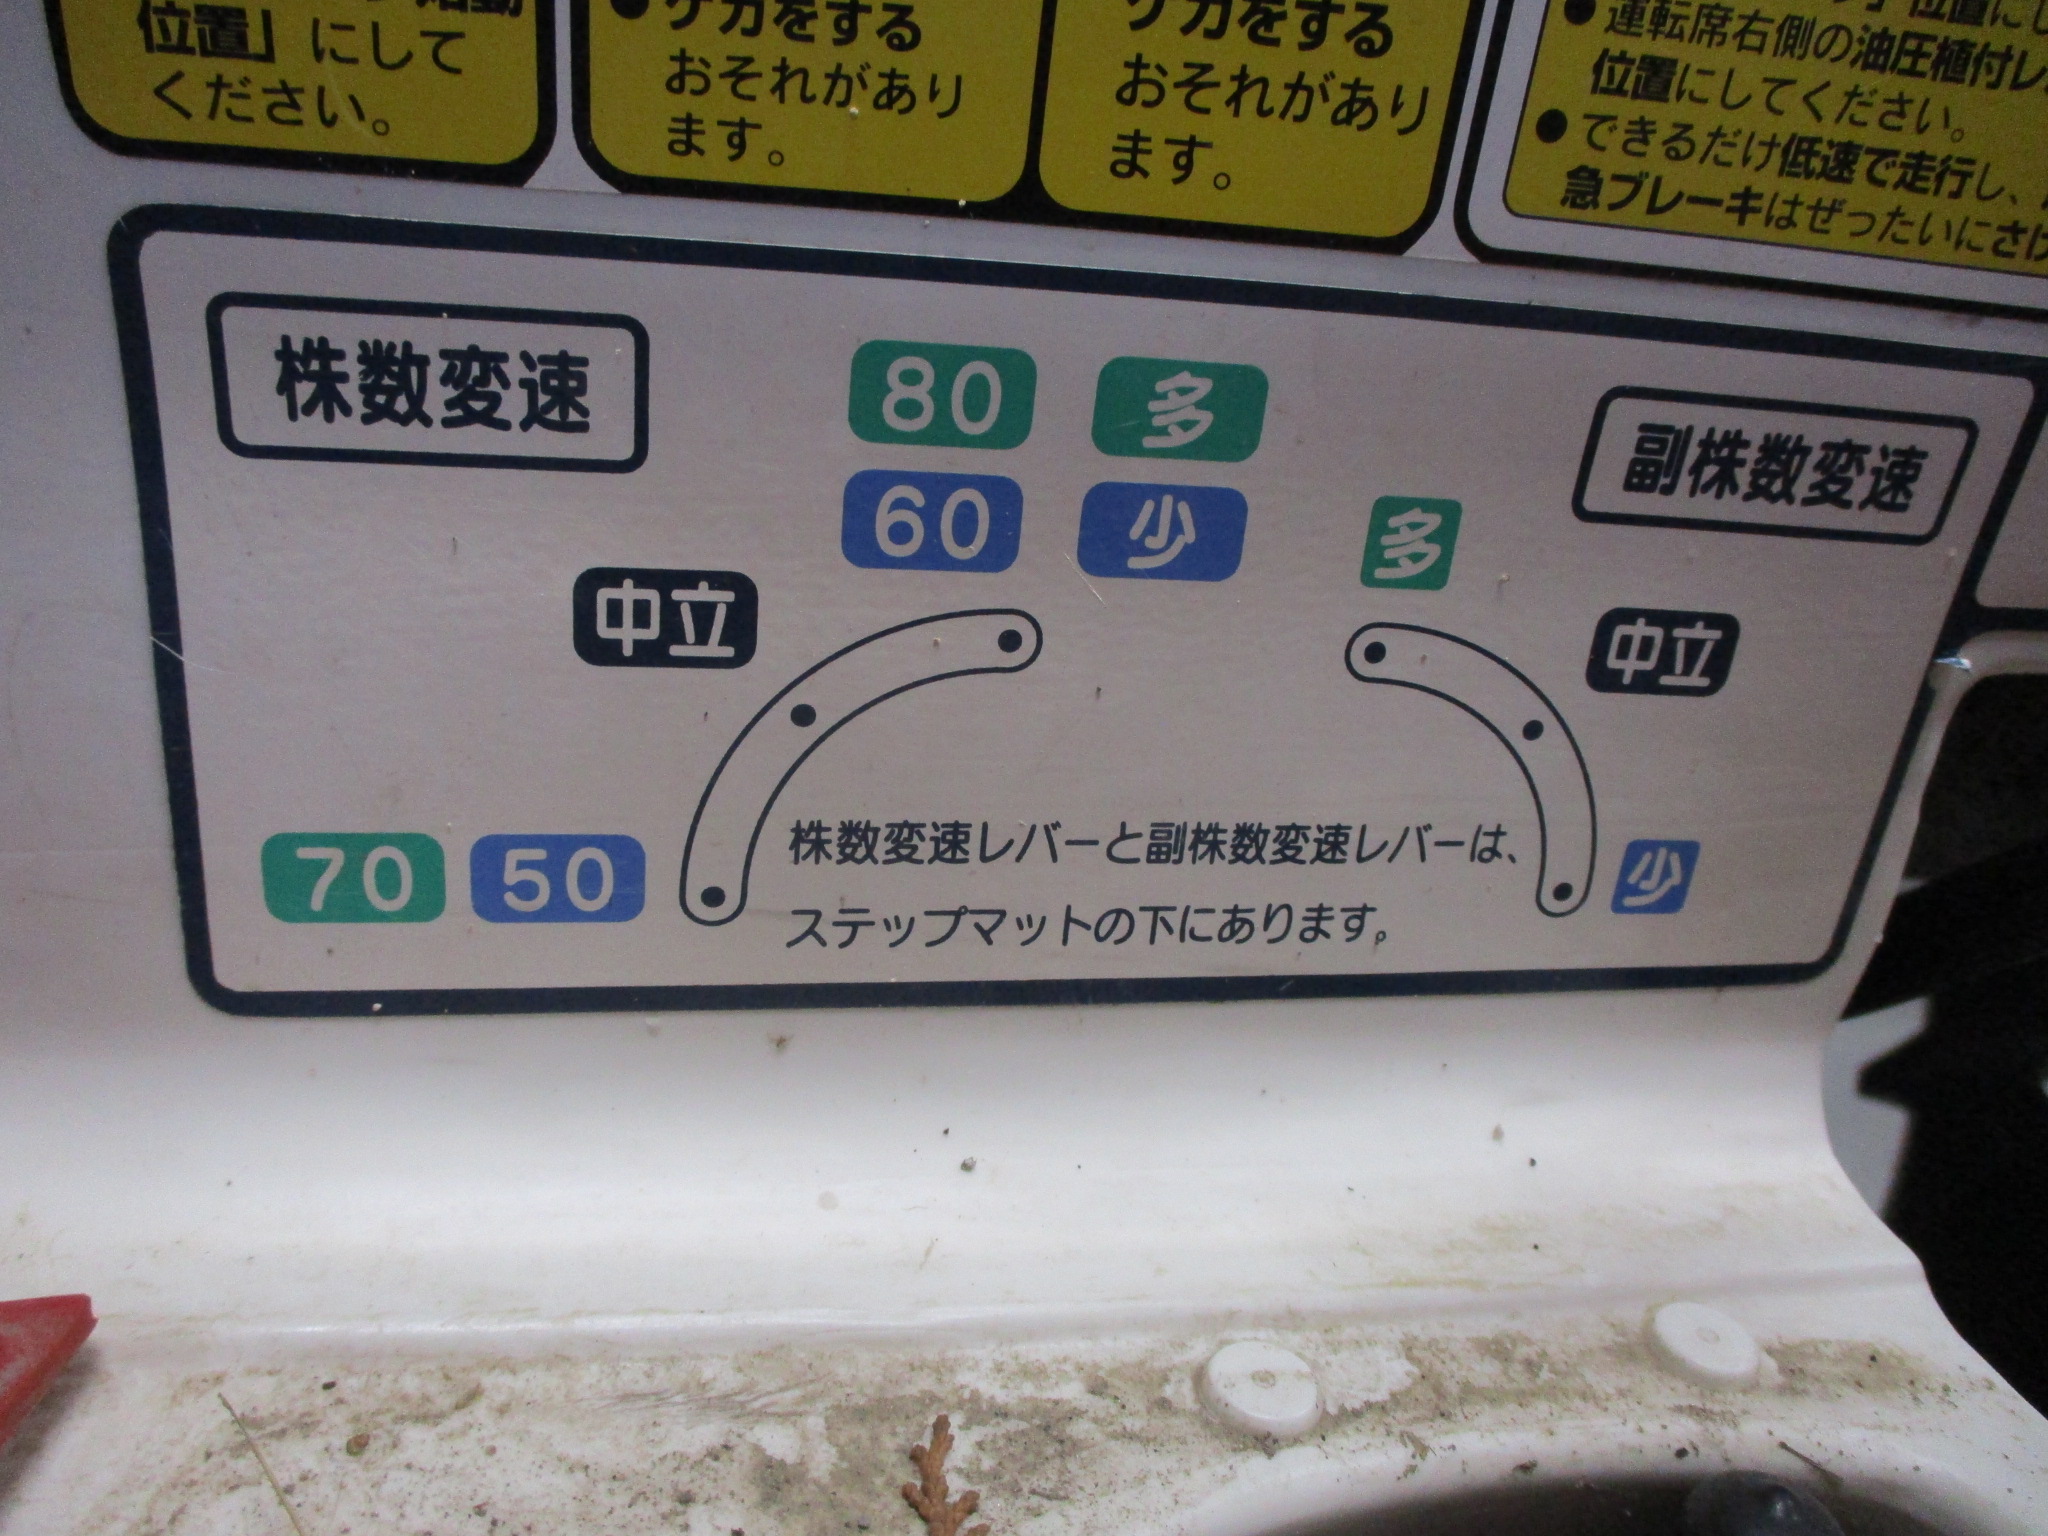 位置」にして
ください。
ケガをする
おそれがあり
ます。
ケガをする
おそれがあり
ます。
運転席右側の油圧植付レ
位置にしてください。
● できるだけ低速で走行し、
急ブレーキはぜったいにさけ
株数変速
80 多
60 少
中立
70 50
副株数変速
多
中立
少
株数変速レバーと副株数変速レバーは、
ステップマットの下にあります。